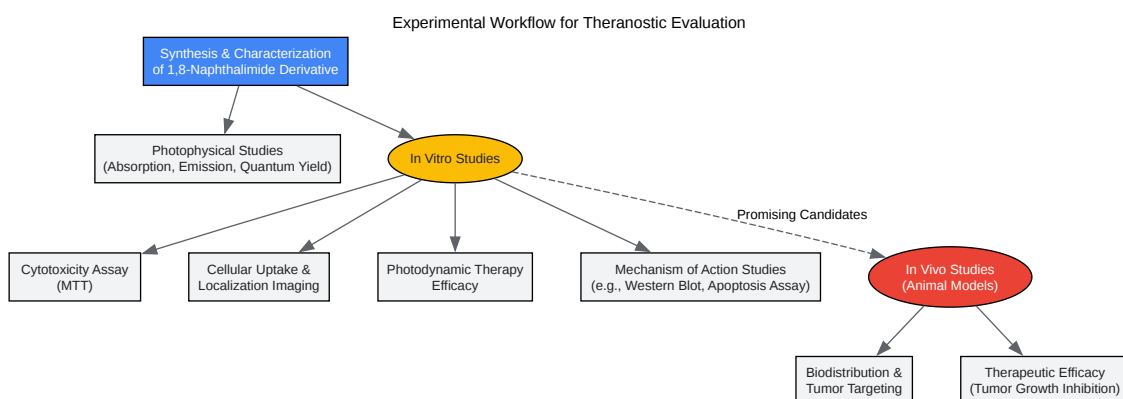 Experimental Workflow for Theranostic Evaluation
Synthesis & Characterization
of 1,8-Naphthalimide Derivative
Photophysical Studies
(Absorption, Emission, Quantum Yield)
In Vitro Studies
Promising Candidates
Cytotoxicity Assay
(MTT)
Cellular Uptake &
Localization Imaging
Photodynamic Therapy
Efficacy
Mechanism of Action Studies
(e.g., Western Blot, Apoptosis Assay)
In Vivo Studies
(Animal Models)
Biodistribution &
Tumor Targeting
Therapeutic Efficacy
(Tumor Growth Inhibition)